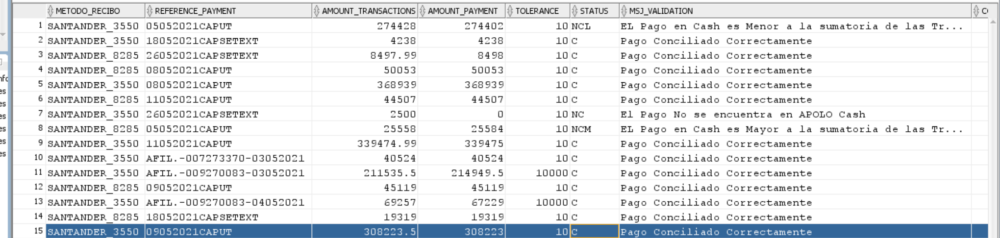 METODO_RECIBO REFERENCE_PAYMENT AMOUNT_TRANSACTIONS AMOUNT_PAYMENT TOLERANCE STATUS MSJ_VALIDATION
1 SANTANDER_3550 05052021CAPUT 274428 274402 10 NCL EL Pago en Cash es Menor a la sumatoria de las Tr...
2 SANTANDER_3550 18052021CAPSETEXT 4238 4238 10 C Pago Conciliado Correctamente
3 SANTANDER_8285 26052021CAPSETEXT 8497.99 8498 10 C Pago Conciliado Correctamente
4 SANTANDER_8285 08052021CAPUT 50053 50053 10 C Pago Conciliado Correctamente
5 SANTANDER_3550 08052021CAPUT 368939 368939 10 C Pago Conciliado Correctamente
6 SANTANDER_8285 11052021CAPUT 44507 44507 10 C Pago Conciliado Correctamente
7 SANTANDER_3550 26052021CAPSETEXT 2500 0 10 NC El Pago No se encuentra en APOLO Cash
8 SANTANDER_8285 05052021CAPUT 25558 25584 10 NCM EL Pago en Cash es Mayor a la sumatoria de las Tr...
9 SANTANDER_3550 11052021CAPUT 339474.99 339475 10 C Pago Conciliado Correctamente
10 SANTANDER_3550 AFIL.-007273370-03052021 40524 40524 10 C Pago Conciliado Correctamente
11 SANTANDER_3550 AFIL.-009270083-03052021 211535.5 214949.5 10000 C Pago Conciliado Correctamente
12 SANTANDER_8285 09052021CAPUT 45119 45119 10 C Pago Conciliado Correctamente
13 SANTANDER_3550 AFIL.-009270083-04052021 69257 67229 10000 C Pago Conciliado Correctamente
14 SANTANDER_8285 18052021CAPSETEXT 19319 19319 10 C Pago Conciliado Correctamente
15 SANTANDER_3550 09052021CAPUT 308223.5 308223 10 C Pago Conciliado Correctamente